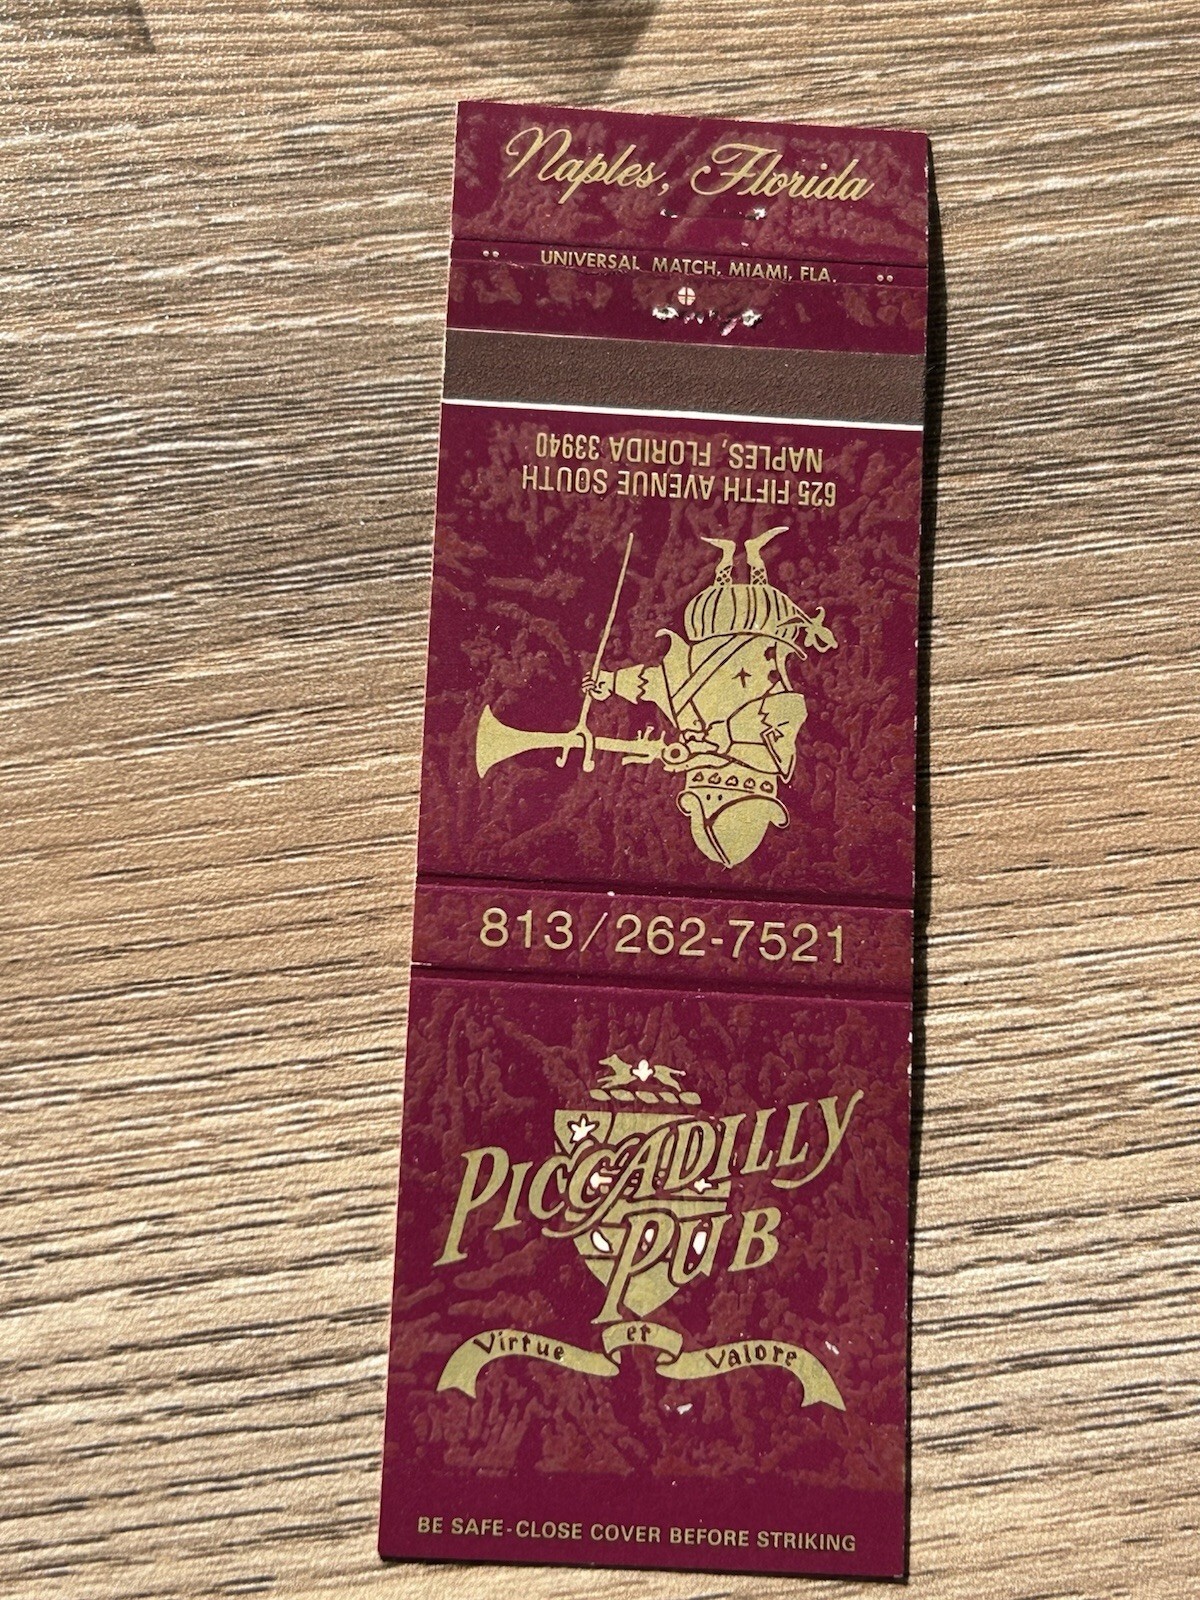 Naples, Florida
UNIVERSAL MATCH, MIAMI, FLA.
625 FIFTH AVENUE SOUTH
NAPLES, FLORIDA 33940
813/262-7521
PICCADILLY
PUB
Virtue et Valore
BE SAFE-CLOSE COVER BEFORE STRIKING